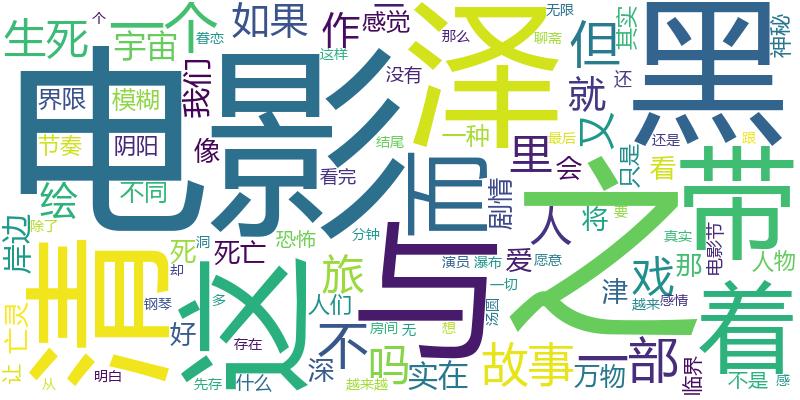 电影
黑
泽
清
之
与
这
带
着
一个
如果
作
感觉
无限
那么
但
其实
神秘
生死
个
眷恋
宇宙
我们
这样
聊斋
没有
就
还
界限
模糊
节奏
阴阳
像
结尾
一种
最后
又
还是
跟
绘
不同
看完
里
会
只是
看
剧情
人
将
岸边
除了
死
死亡
恐怖
分钟
演员
瀑布
爱
愿意
戏
那
真实
要
电影节
人物
亡灵
洞
却
旅
人们
一切
津
越来
感情
钢琴
多
好
不
房间
无
想
汤圆
一部
让
从
明白
存在
先存
什么
深
吗
越来越
实在
故事
万物
临界
不是
感